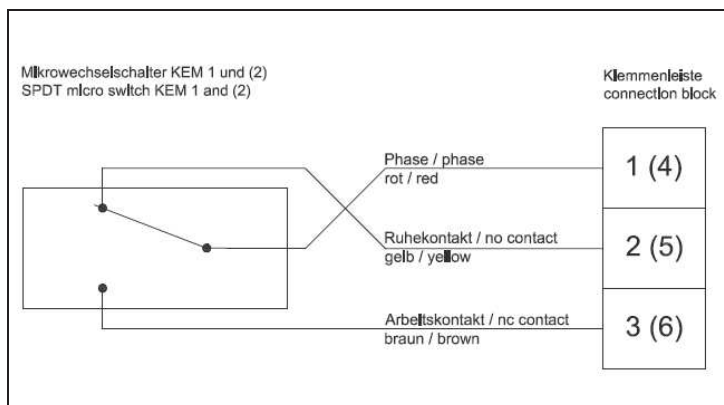 Mikrowechselschalter KEM 1 und (2)
SPDT micro switch KEM 1 and (2)
Klemmenleiste
connection block
Phase / phase
rot / red
1 (4)
Ruhekontakt / no contact
gelb / yellow
2 (5)
Arbeitskontakt / nc contact
braun / brown
3 (6)